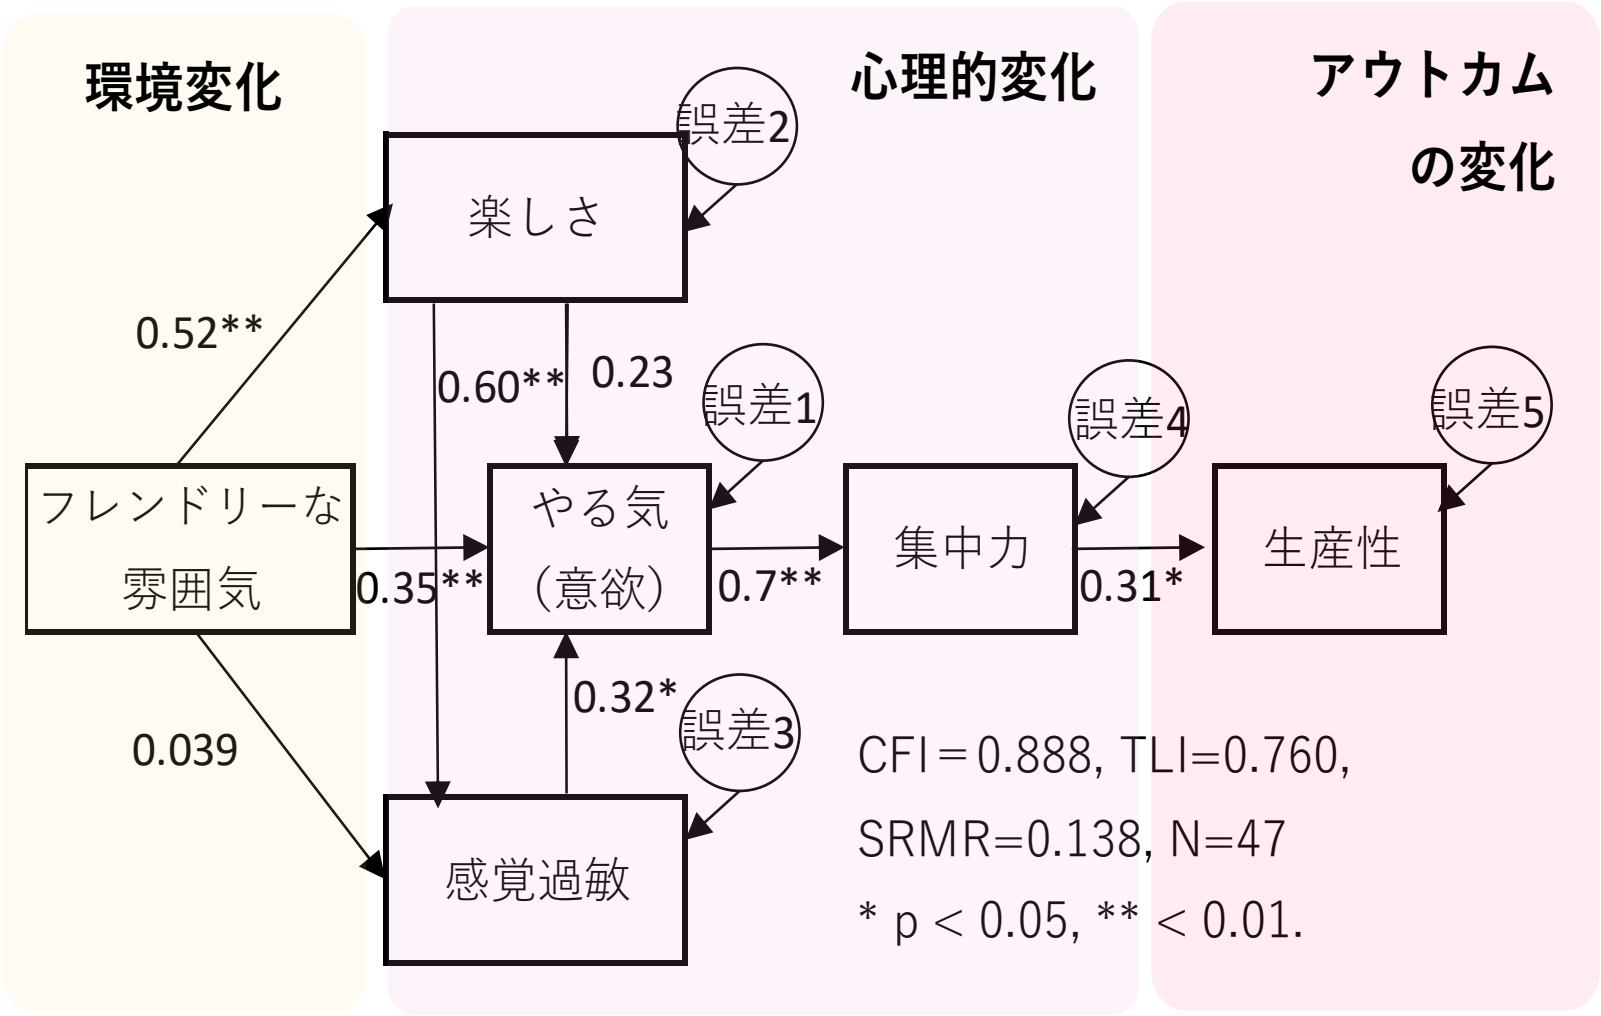 環境変化
心理的変化
アウトカム
の変化
誤差2
楽しさ
0.52**
0.60**
0.23
誤差1
誤差4
誤差5
フレンドリーな
雰囲気
0.35**
やる気
（意欲）
0.7**
集中力
0.31*
生産性
0.32*
誤差3
0.039
感覚過敏
CFI＝0.888, TLI=0.760,
SRMR=0.138, N=47
* p < 0.05, ** < 0.01.